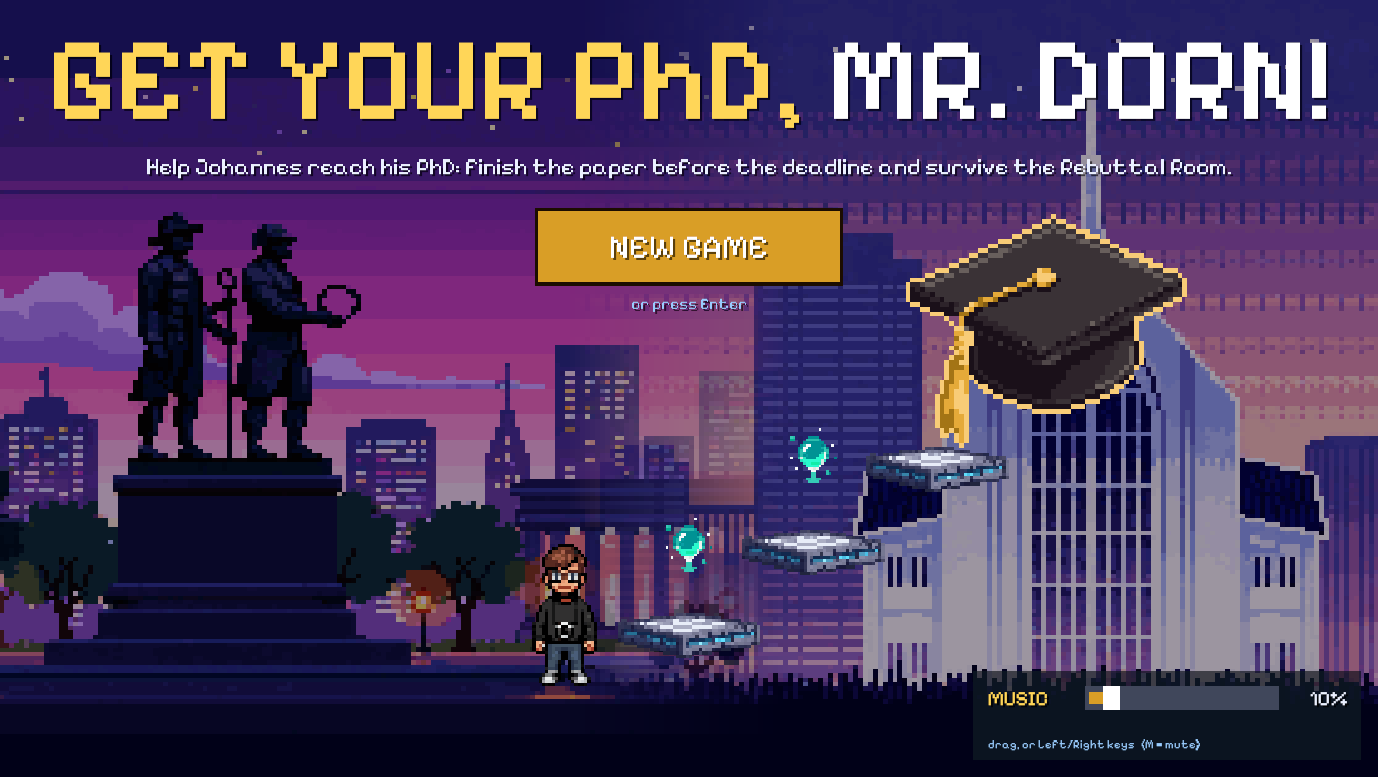 GET YOUR PhD, MR. DORN!
Help Johannes reach his PhD: finish the paper before the deadline and survive the Rebuttal Room.
NEW GAME
or press Enter
MUSIC 10%
drag, or Left/Right keys (M = mute)